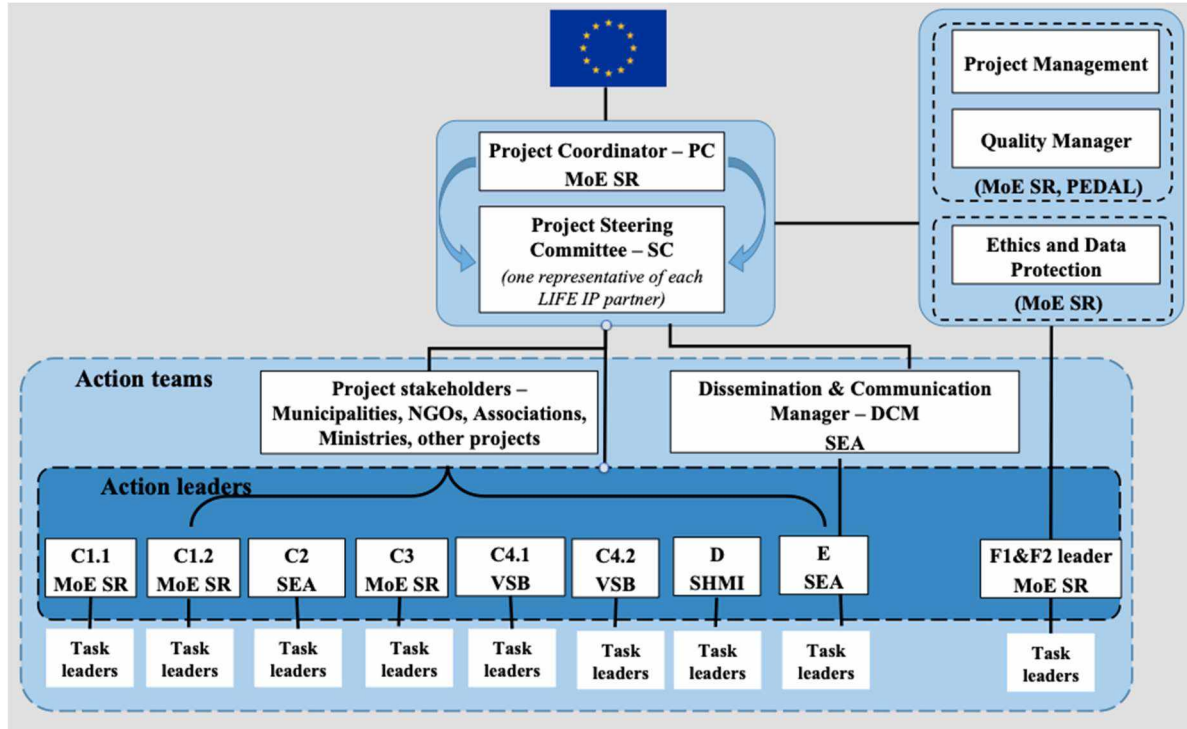 Project Management
Quality Manager
(MoE SR, PEDAL)
Ethics and Data
Protection
(MoE SR)
Project Coordinator – PC
MoE SR
Project Steering
Committee – SC
(one representative of each
LIFE IP partner)
Action teams
Project stakeholders –
Municipalities, NGOs, Associations,
Ministries, other projects
Dissemination & Communication
Manager – DCM
SEA
Action leaders
C1.1
MoE SR
C1.2
MoE SR
C2
SEA
C3
MoE SR
C4.1
VSB
C4.2
VSB
D
SHMI
E
SEA
F1&F2 leader
MoE SR
Task
leaders
Task
leaders
Task
leaders
Task
leaders
Task
leaders
Task
leaders
Task
leaders
Task
leaders
Task
leaders